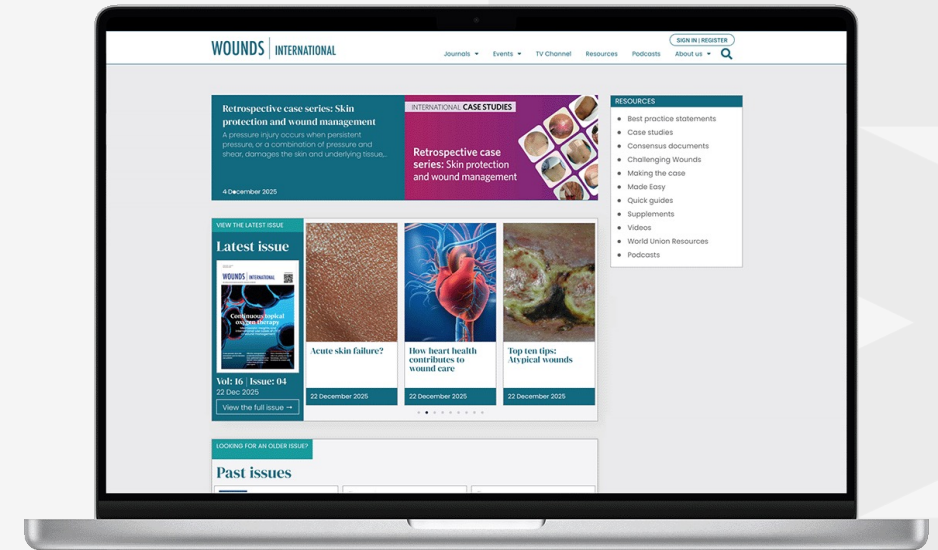 WOUNDS | INTERNATIONAL
SIGN IN | REGISTER
Journals
Events
TV Channel
Resources
Podcasts
About us
Retrospective case series: Skin
protection and wound management
A pressure injury occurs when persistent
pressure, or a combination of pressure and
shear, damages the skin and underlying tissue,...
4 December 2025
INTERNATIONAL CASE STUDIES
Retrospective case
series: Skin protection
and wound management
RESOURCES
Best practice statements
Case studies
Consensus documents
Challenging Wounds
Making the case
Made Easy
Quick guides
Supplements
Videos
World Union Resources
Podcasts
VIEW THE LATEST ISSUE
Latest issue
WOUNDS | INTERNATIONAL
Continuous topical
oxygen therapy
Vol: 16 | Issue: 04
22 Dec 2025
View the full issue →
Acute skin failure?
22 December 2025
How heart health
contributes to
wound care
22 December 2025
Top ten tips:
Atypical wounds
22 December 2025
LOOKING FOR AN OLDER ISSUE?
Past issues